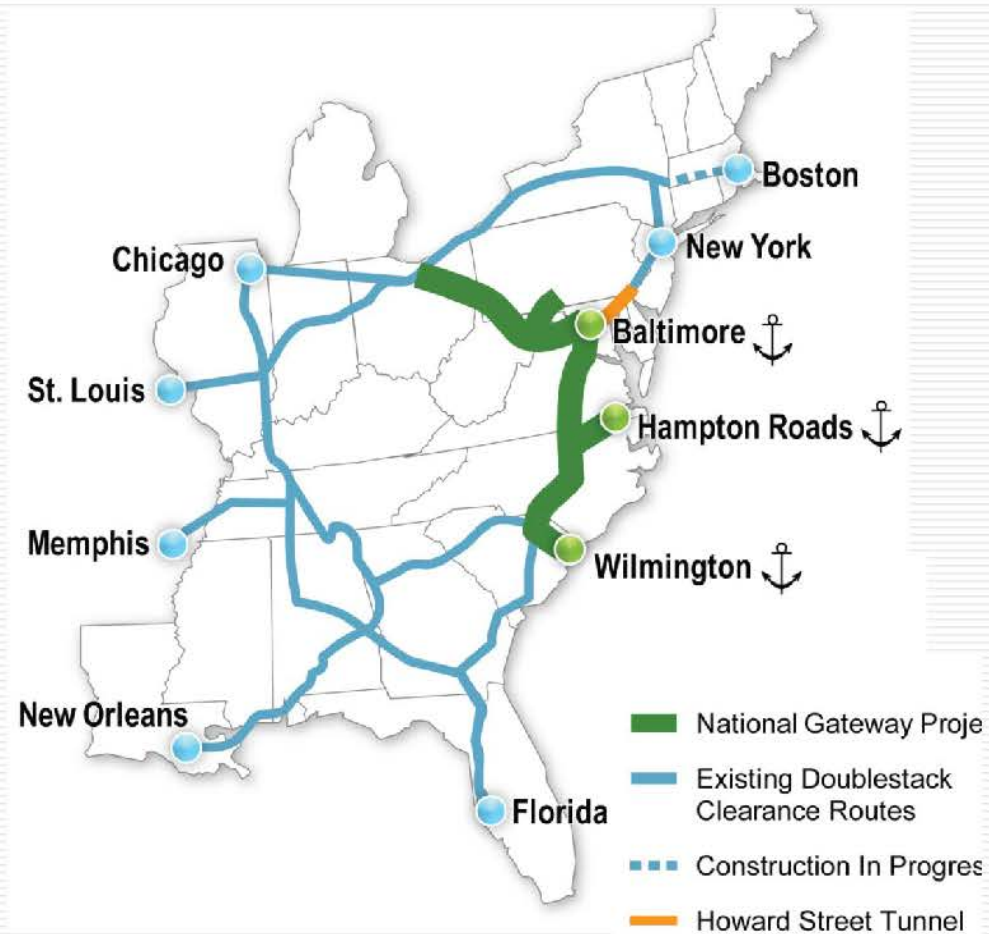 Boston
New York
Chicago
Baltimore
St. Louis
Hampton Roads
Memphis
Wilmington
New Orleans
Florida
National Gateway Proje
Existing Doublestack
Clearance Routes
Construction In Progres
Howard Street Tunnel